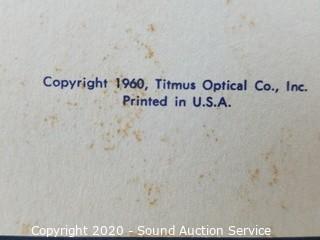 Copyright 1960, Titmus Optical Co., Inc.
Printed in U.S.A.
Copyright 2020 - Sound Auction Service